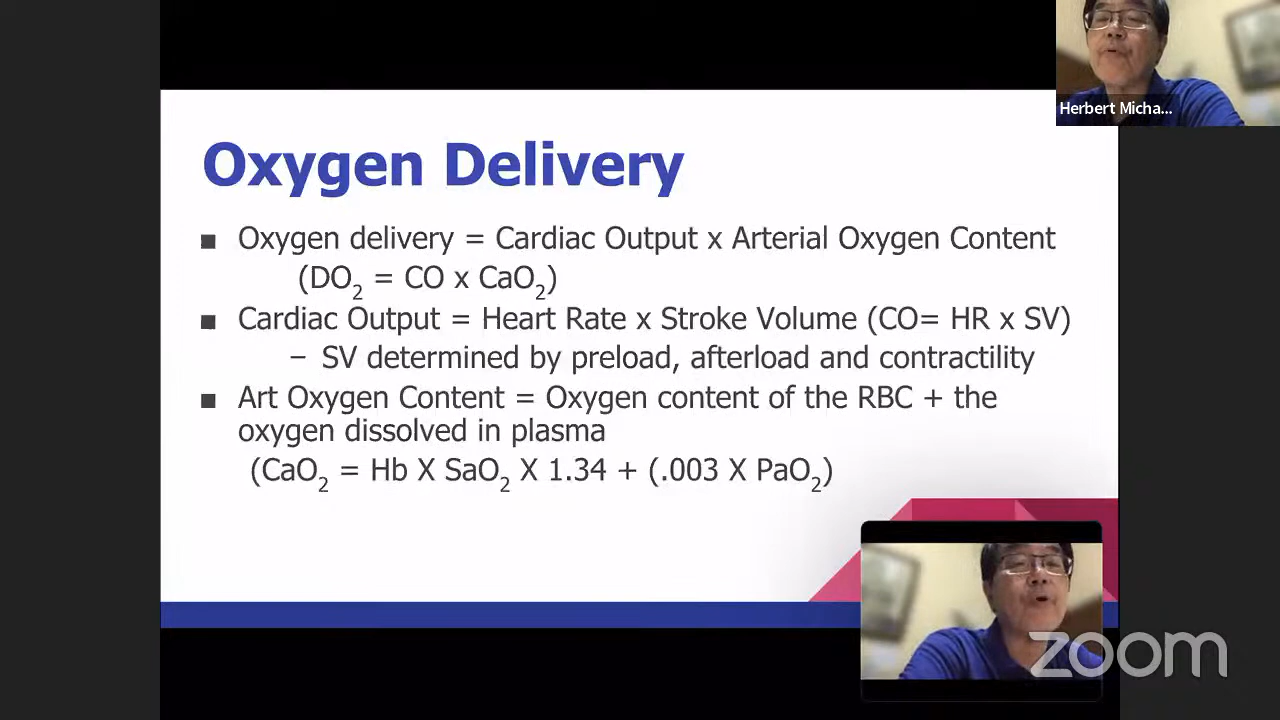 Herbert Micha...
Oxygen Delivery
■ Oxygen delivery = Cardiac Output x Arterial Oxygen Content
(DO₂ = CO x CaO₂)
■ Cardiac Output = Heart Rate x Stroke Volume (CO= HR x SV)
– SV determined by preload, afterload and contractility
■ Art Oxygen Content = Oxygen content of the RBC + the
oxygen dissolved in plasma
(CaO₂ = Hb X SaO₂ X 1.34 + (.003 X PaO₂)
zoom